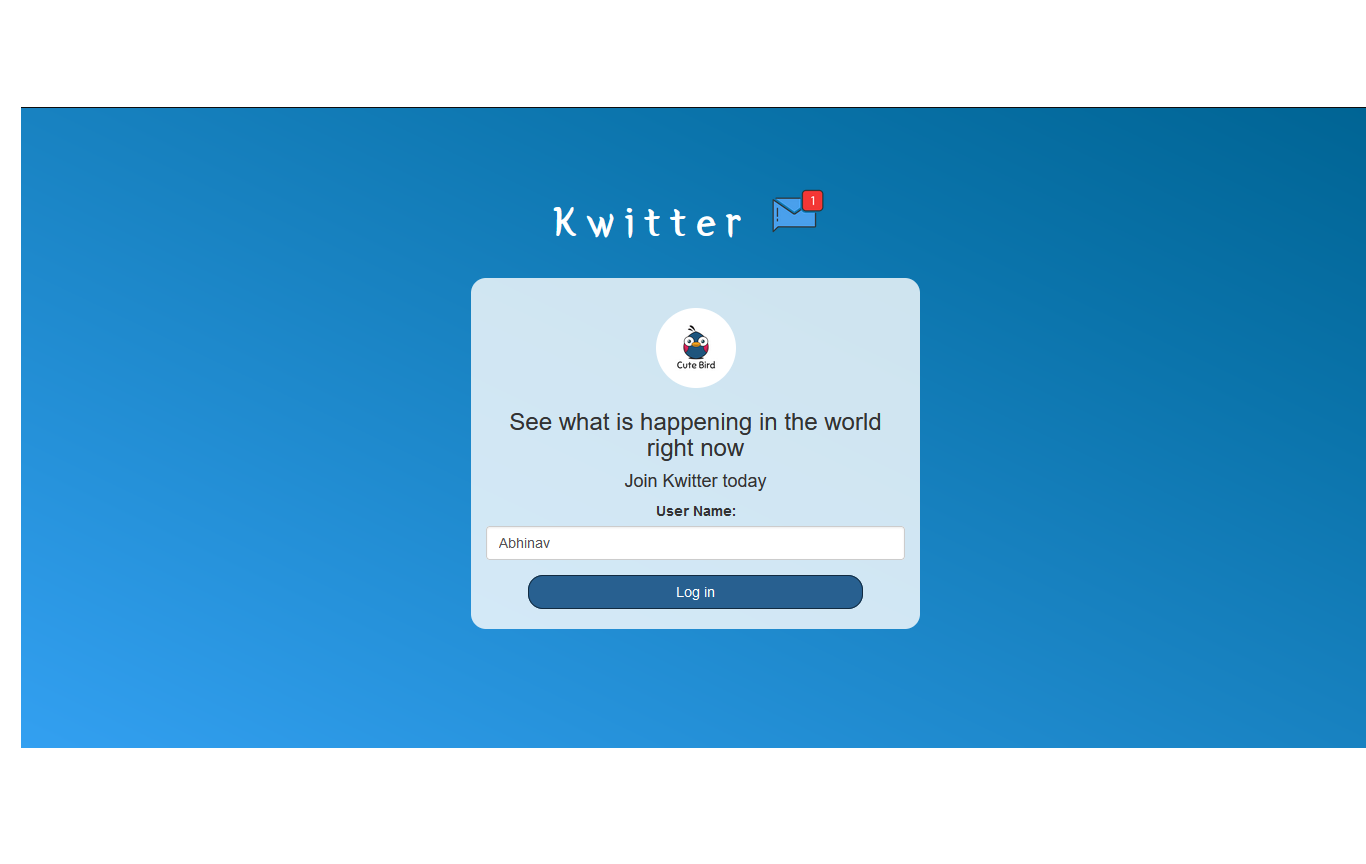 Kwitter
1
Cute Bird
See what is happening in the world
right now
Join Kwitter today
User Name:
Abhinav
Log in